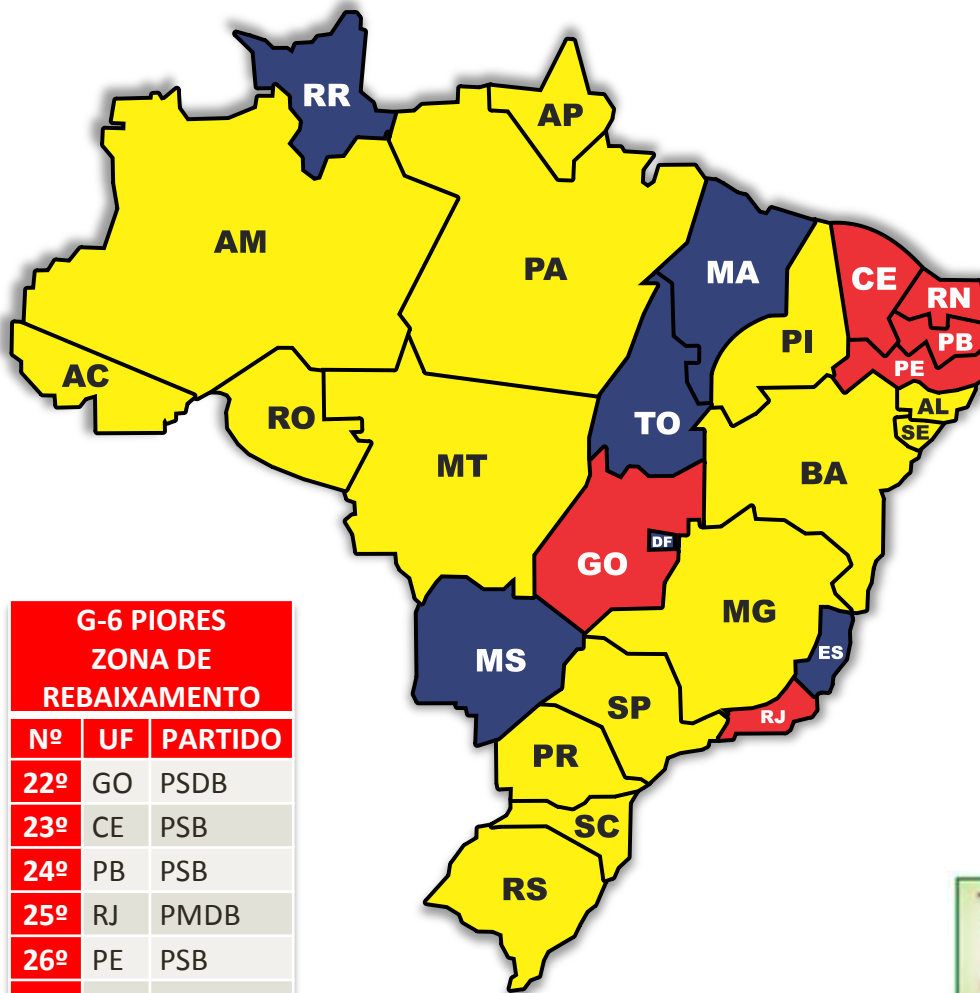 RR
AP
AM
PA
MA
CE
RN
PB
PE
PI
AC
AL
SE
RO
TO
MT
BA
DF
GO
MG
ES
MS
SP
RJ
PR
SC
RS
G-6 PIORES
ZONA DE
REBAIXAMENTO
Nº UF PARTIDO
22º GO PSDB
23º CE PSB
24º PB PSB
25º RJ PMDB
26º PE PSB